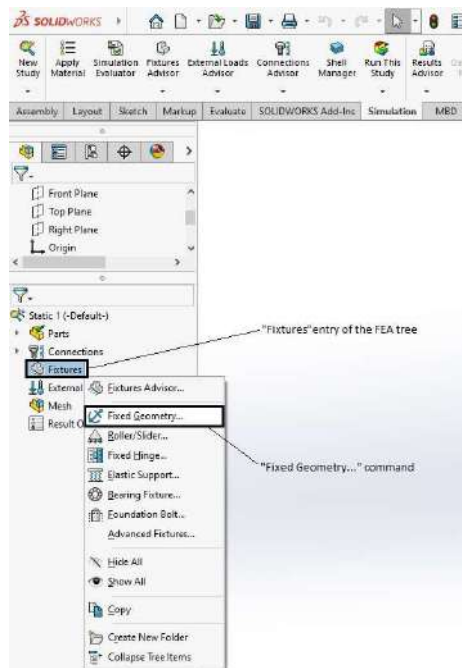 SOLIDWORKS
New Study
Apply Material
Simulation Evaluator
Fixtures Advisor
External Loads Advisor
Connections Advisor
Shell Manager
Run This Study
Results Advisor
Assembly Layout Sketch Markup Evaluate SOLIDWORKS Add-Ins Simulation MBD
Front Plane
Top Plane
Right Plane
Origin
Static 1 (-Default-)
Parts
Connections
Fixtures
External
Mesh
Result O
Fixtures Advisor...
Fixed Geometry...
Roller/Slider...
Fixed Hinge...
Elastic Support...
Bearing Fixture...
Foundation Bolt...
Advanced Fixtures...
Hide All
Show All
Copy
Create New Folder
Collapse Tree Items
"Fixtures" entry of the FEA tree
"Fixed Geometry..." command